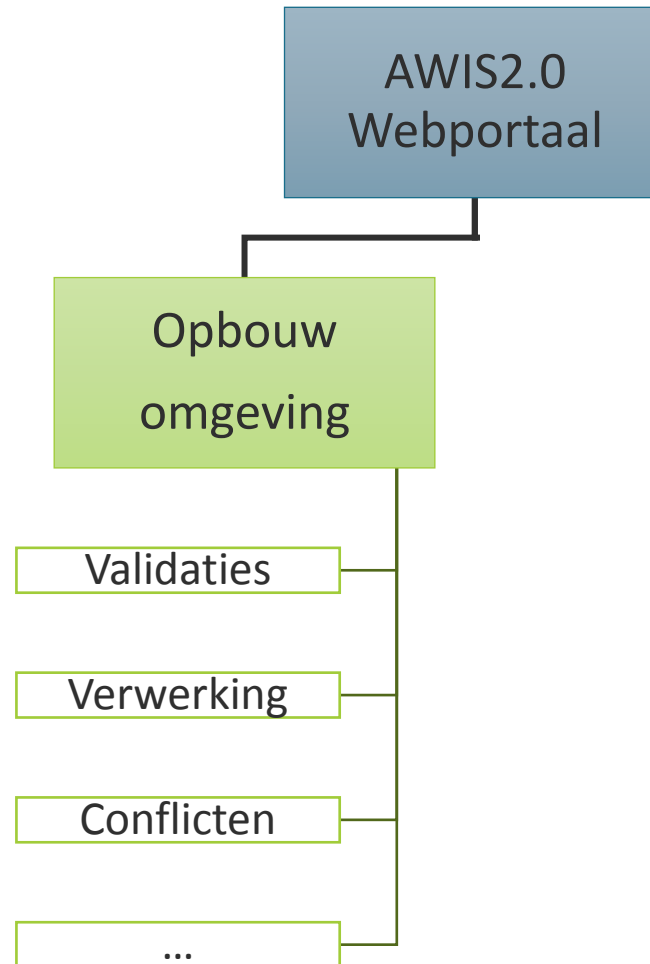 AWIS2.0
Webportaal
Opbouw
omgeving
Validaties
Verwerking
Conflicten
...